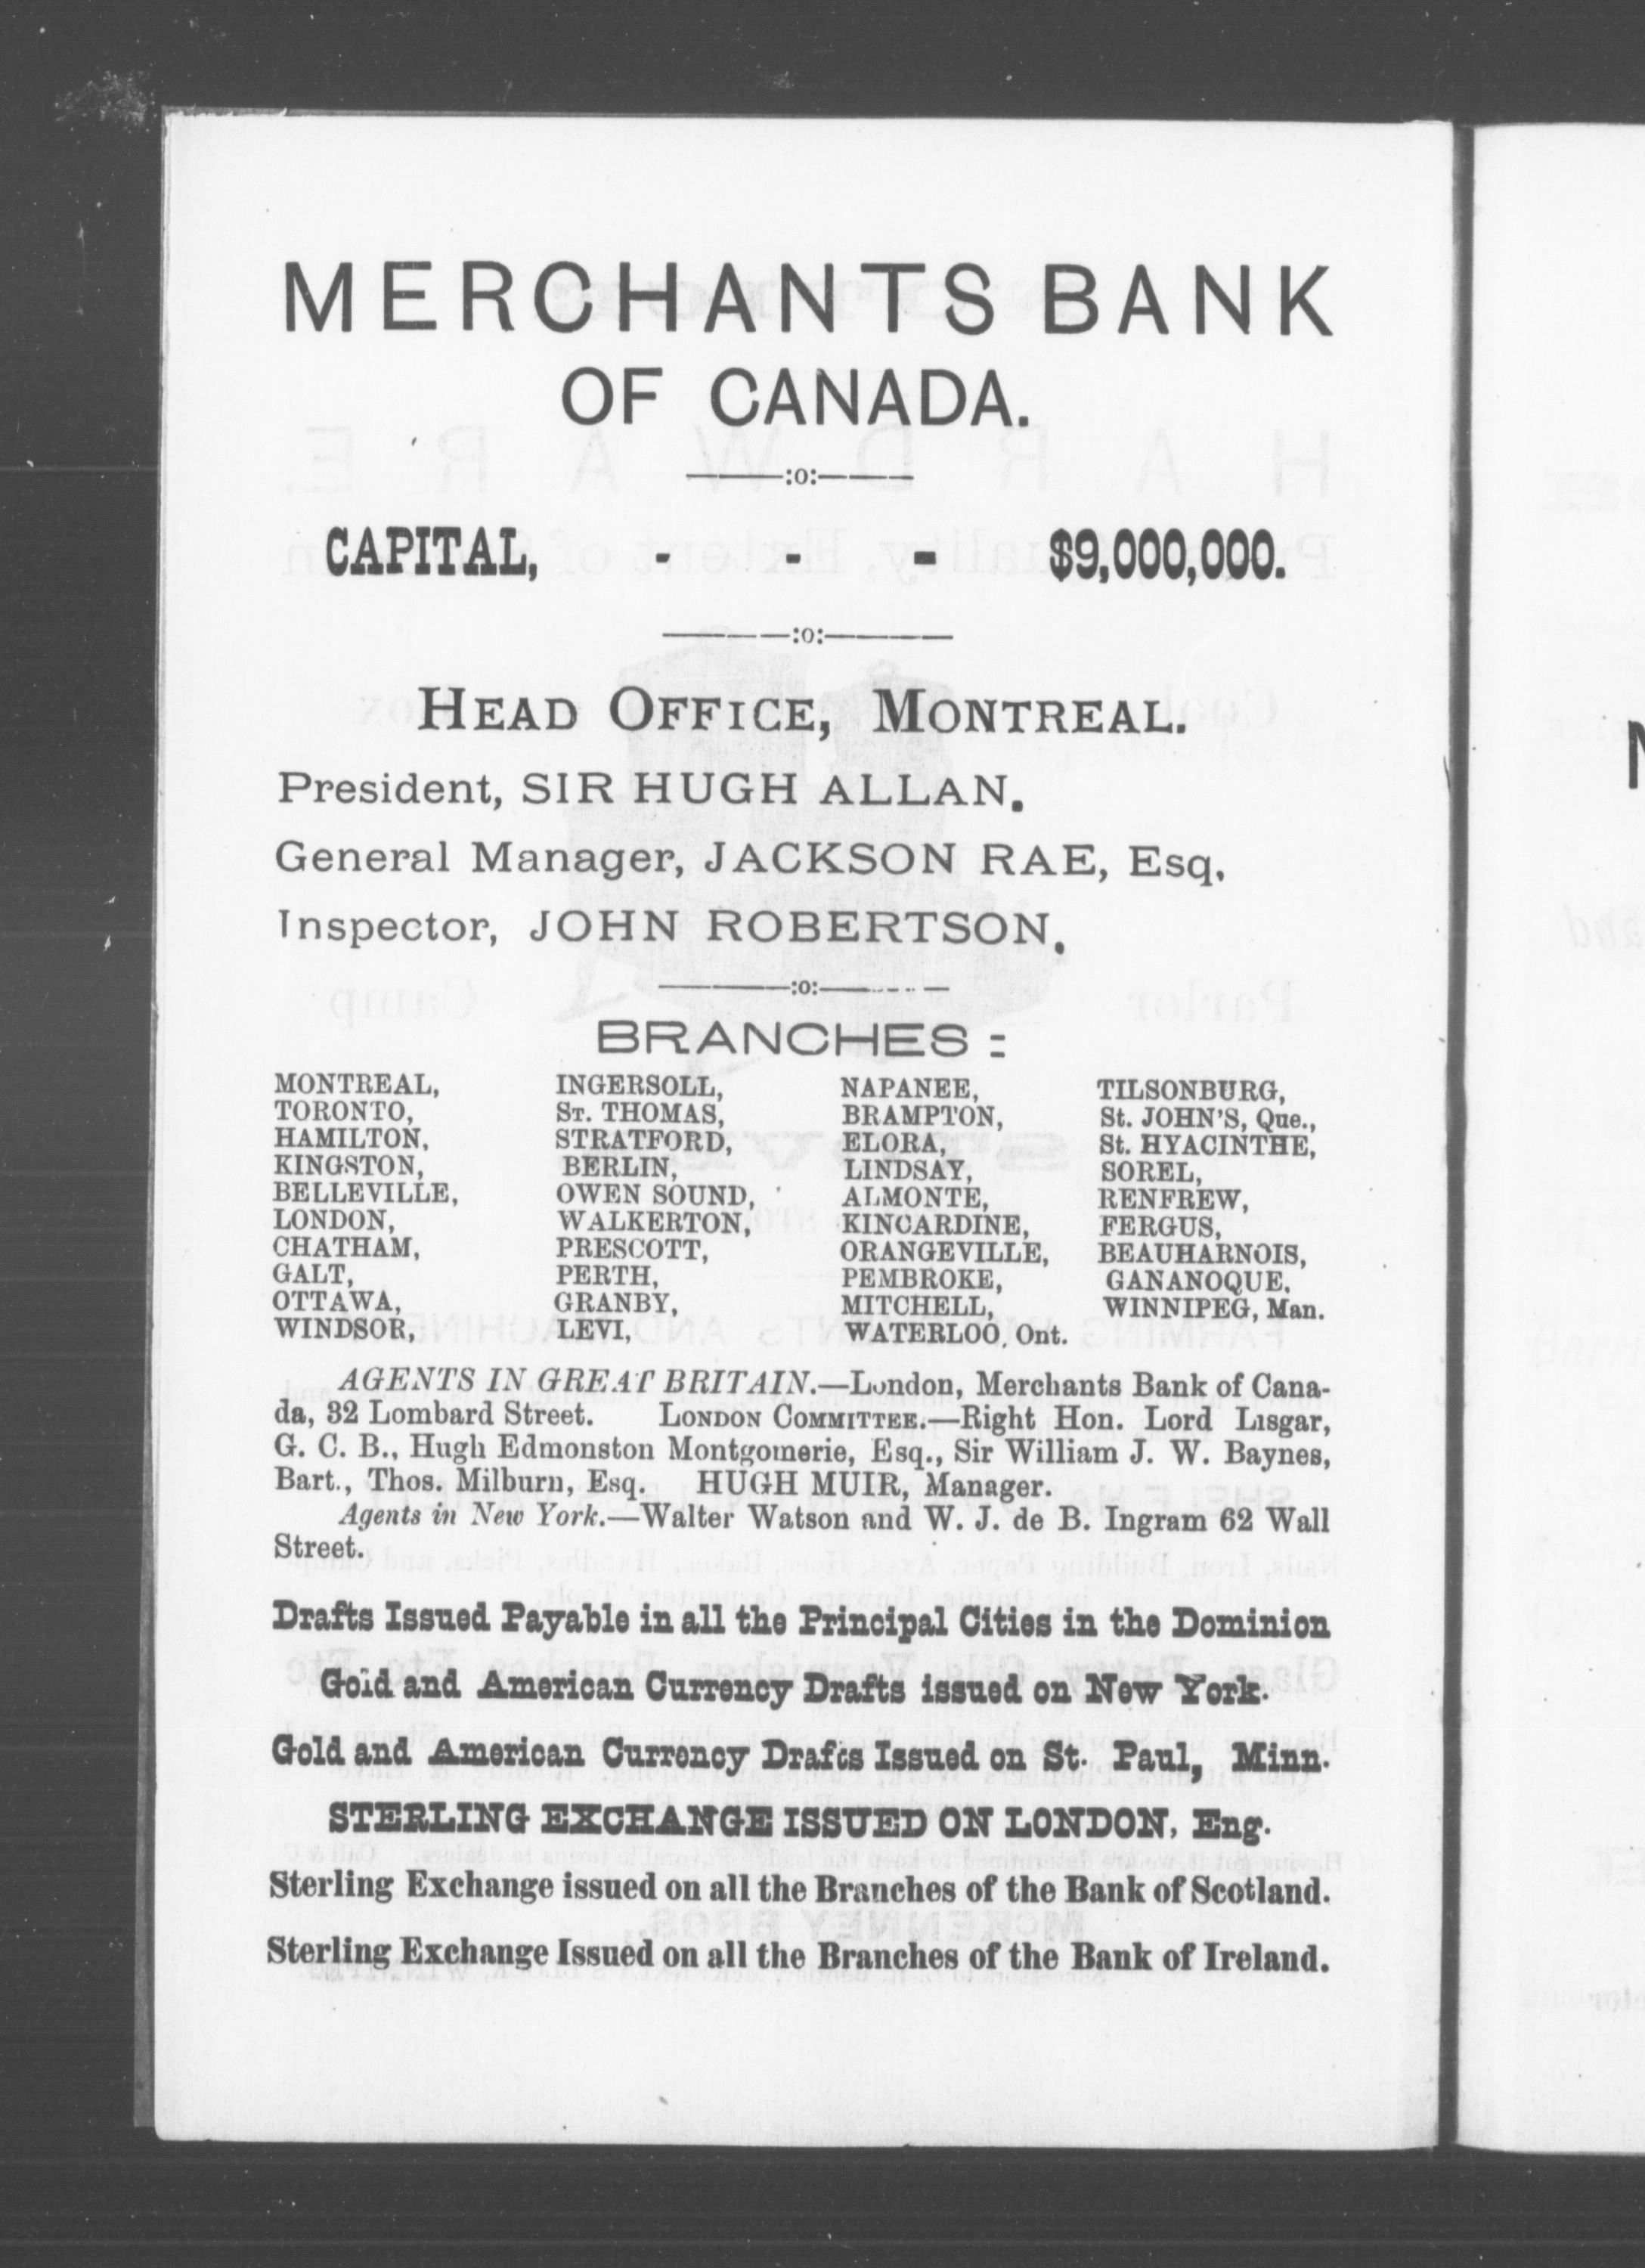 MERCHANTS BANK
OF CANADA.
———:o:———
CAPITAL, - - - $9,000,000.
———:o:———
HEAD OFFICE, MONTREAL.
President, SIR HUGH ALLAN.
General Manager, JACKSON RAE, Esq.
Inspector, JOHN ROBERTSON.
———:o:———
BRANCHES :
MONTREAL, INGERSOLL, NAPANEE, TILSONBURG,
TORONTO, ST. THOMAS, BRAMPTON, St. JOHN'S, Que.,
HAMILTON, STRATFORD, ELORA, St. HYACINTHE,
KINGSTON, BERLIN, LINDSAY, SOREL,
BELLEVILLE, OWEN SOUND, ALMONTE, RENFREW,
LONDON, WALKERTON, KINCARDINE, FERGUS,
CHATHAM, PRESCOTT, ORANGEVILLE, BEAUHARNOIS,
GALT, PERTH, PEMBROKE, GANANOQUE,
OTTAWA, GRANBY, MITCHELL, WINNIPEG, Man.
WINDSOR, LEVI, WATERLOO, Ont.
AGENTS IN GREAT BRITAIN.—London, Merchants Bank of Cana-
da, 32 Lombard Street. LONDON COMMITTEE.—Right Hon. Lord Lisgar,
G. C. B., Hugh Edmonston Montgomerie, Esq., Sir William J. W. Baynes,
Bart., Thos. Milburn, Esq. HUGH MUIR, Manager.
Agents in New York.—Walter Watson and W. J. de B. Ingram 62 Wall
Street.
Drafts Issued Payable in all the Principal Cities in the Dominion
Gold and American Currency Drafts issued on New York.
Gold and American Currency Drafts Issued on St. Paul, Minn.
STERLING EXCHANGE ISSUED ON LONDON, Eng.
Sterling Exchange issued on all the Branches of the Bank of Scotland.
Sterling Exchange Issued on all the Branches of the Bank of Ireland.